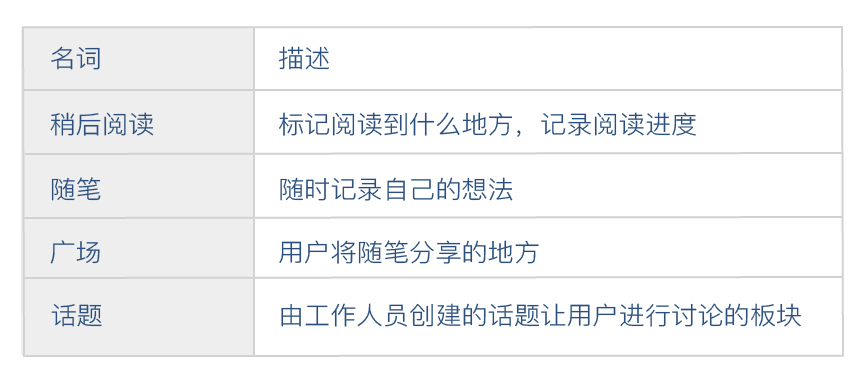 名词 描述
稍后阅读 标记阅读到什么地方，记录阅读进度
随笔 随时记录自己的想法
广场 用户将随笔分享的地方
话题 由工作人员创建的话题让用户进行讨论的板块